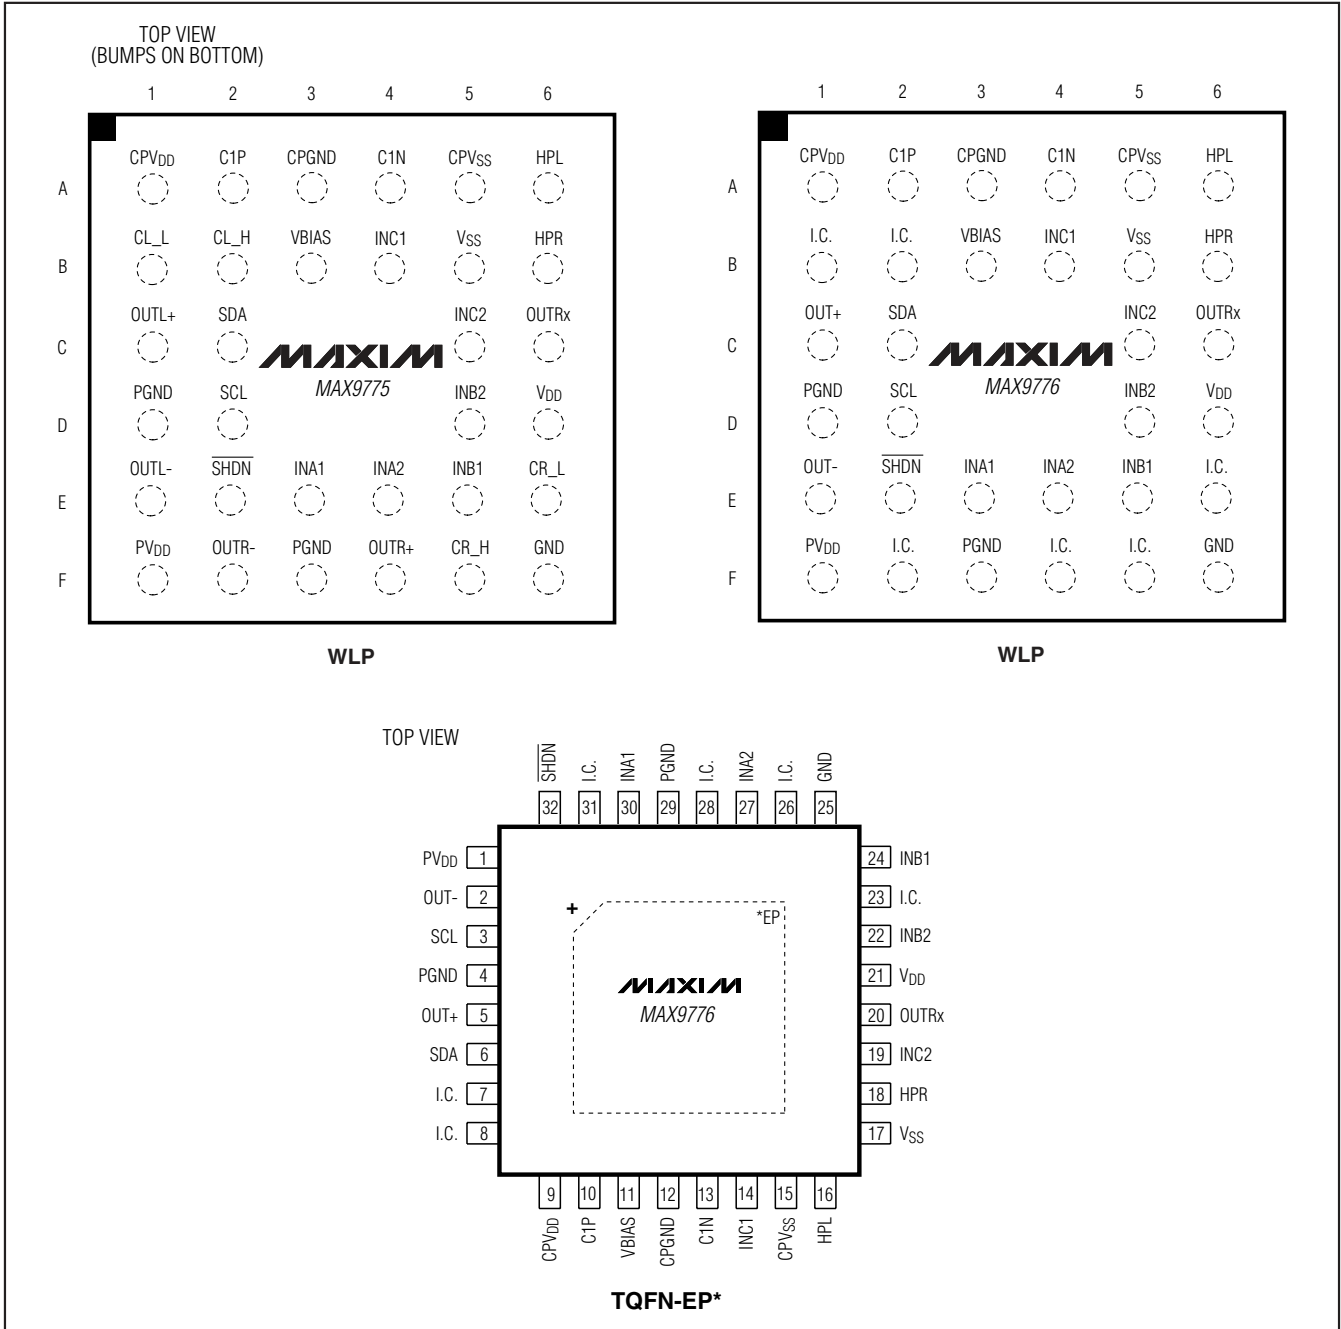 TOP VIEW
(BUMPS ON BOTTOM)
1 2 3 4 5 6
A
CPVDD C1P CPGND C1N CPVSS HPL
B
CL_L CL_H VBIAS INC1 VSS HPR
C
OUTL+ SDA INC2 OUTRx
MAXIM
MAX9775
D
PGND SCL INB2 VDD
E
OUTL- SHDN INA1 INA2 INB1 CR_L
F
PVDD OUTR- PGND OUTR+ CR_H GND
WLP
1 2 3 4 5 6
A
CPVDD C1P CPGND C1N CPVSS HPL
B
I.C. I.C. VBIAS INC1 VSS HPR
C
OUT+ SDA INC2 OUTRx
MAXIM
MAX9776
D
PGND SCL INB2 VDD
E
OUT- SHDN INA1 INA2 INB1 I.C.
F
PVDD I.C. PGND I.C. I.C. GND
WLP
TOP VIEW
SHDN I.C. INA1 PGND I.C. INA2 I.C. GND
32 31 30 29 28 27 26 25
PVDD 1
OUT- 2
SCL 3
PGND 4
OUT+ 5
SDA 6
I.C. 7
I.C. 8
+
*EP
MAXIM
MAX9776
24 INB1
23 I.C.
22 INB2
21 VDD
20 OUTRx
19 INC2
18 HPR
17 VSS
9 10 11 12 13 14 15 16
CPVDD C1P VBIAS CPGND C1N INC1 CPVSS HPL
TQFN-EP*